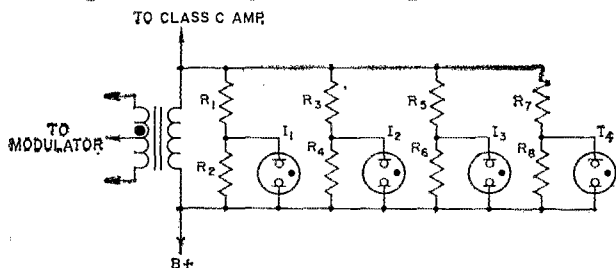 TO CLASS C AMP.
TO
MODULATOR
R1 R3 R5 R7
I1 I2 I3 I4
R2 R4 R6 R8
B+